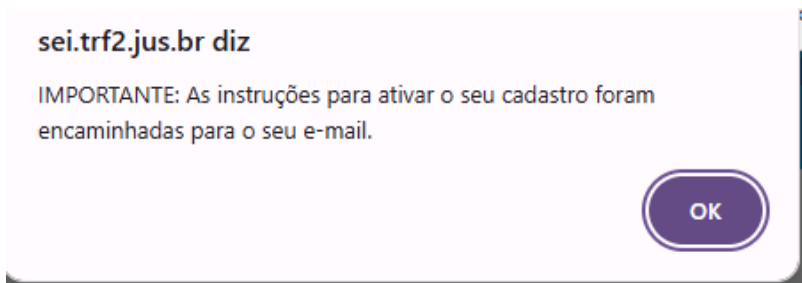 sei.trf2.jus.br diz
IMPORTANTE: As instruções para ativar o seu cadastro foram
encaminhadas para o seu e-mail.
OK